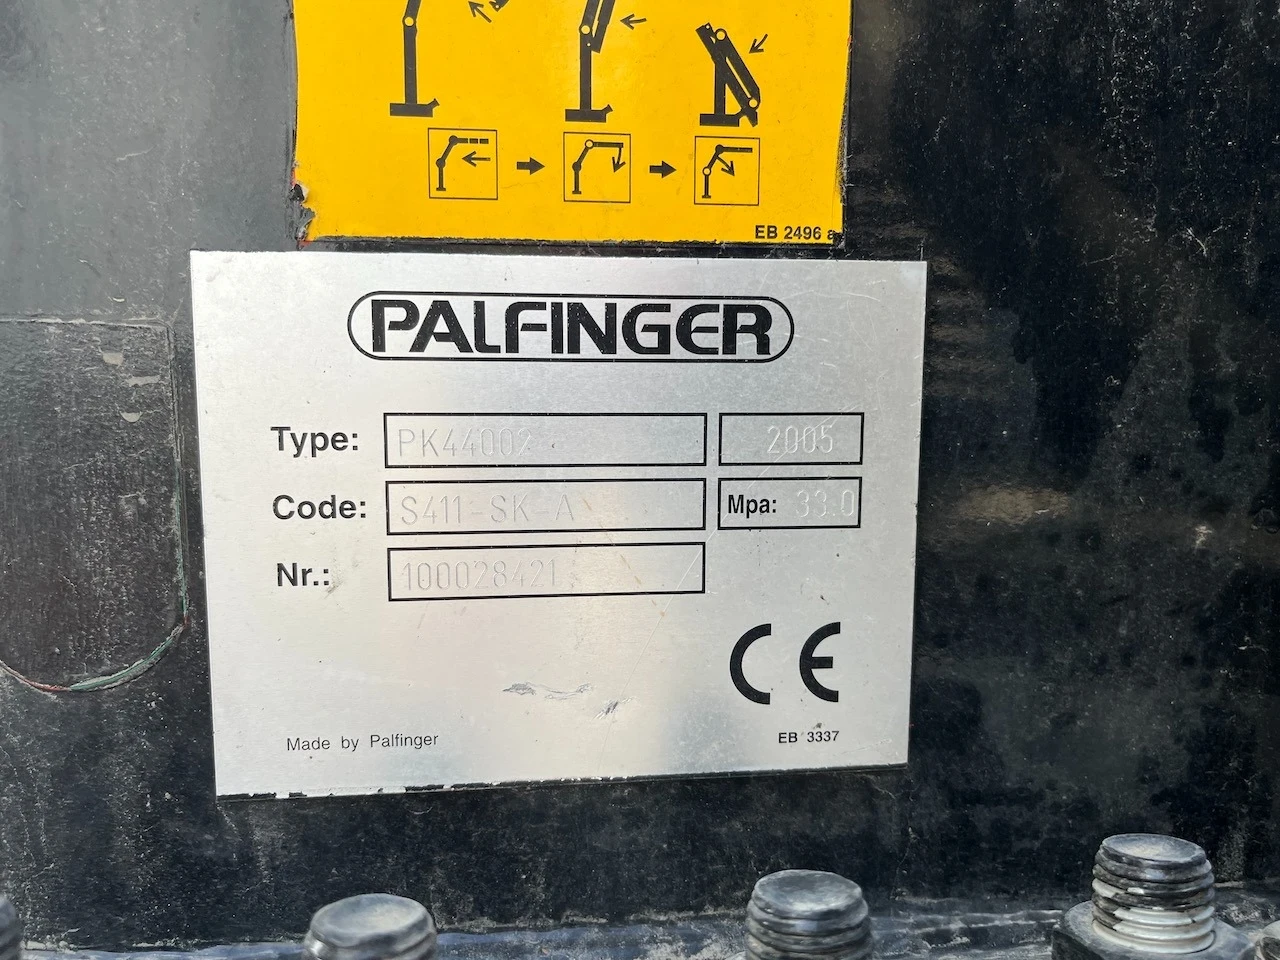 EB 2496 a
PALFINGER
Type: PK44002 2005
Code: S411-SK-A Mpa: 33.0
Nr.: 100028421
CE
Made by Palfinger EB 3337